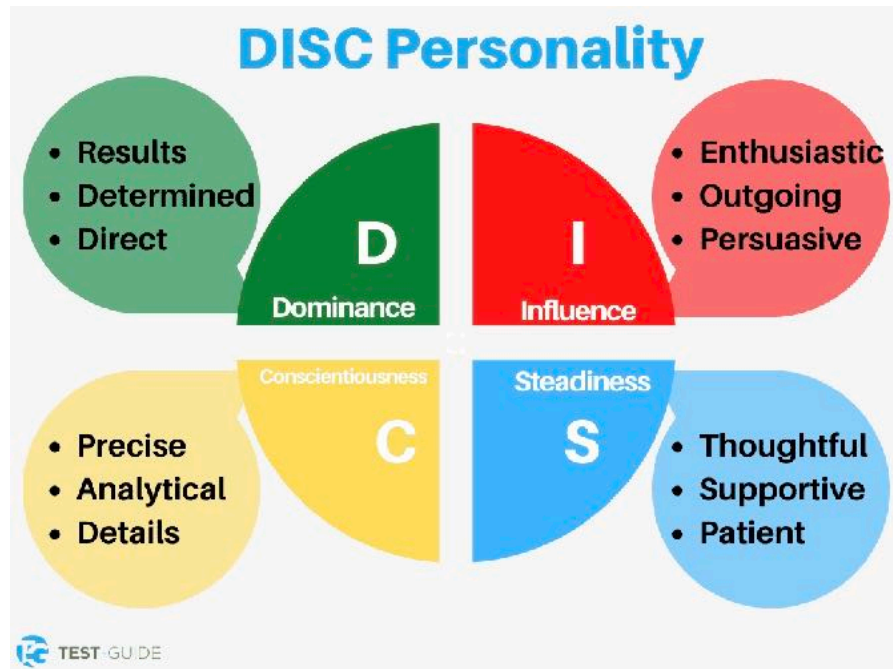 DISC Personality
• Results
• Determined
• Direct
D
Dominance
I
Influence
• Enthusiastic
• Outgoing
• Persuasive
• Precise
• Analytical
• Details
Conscientiousness
C
Steadiness
S
• Thoughtful
• Supportive
• Patient
TG TEST-GUIDE